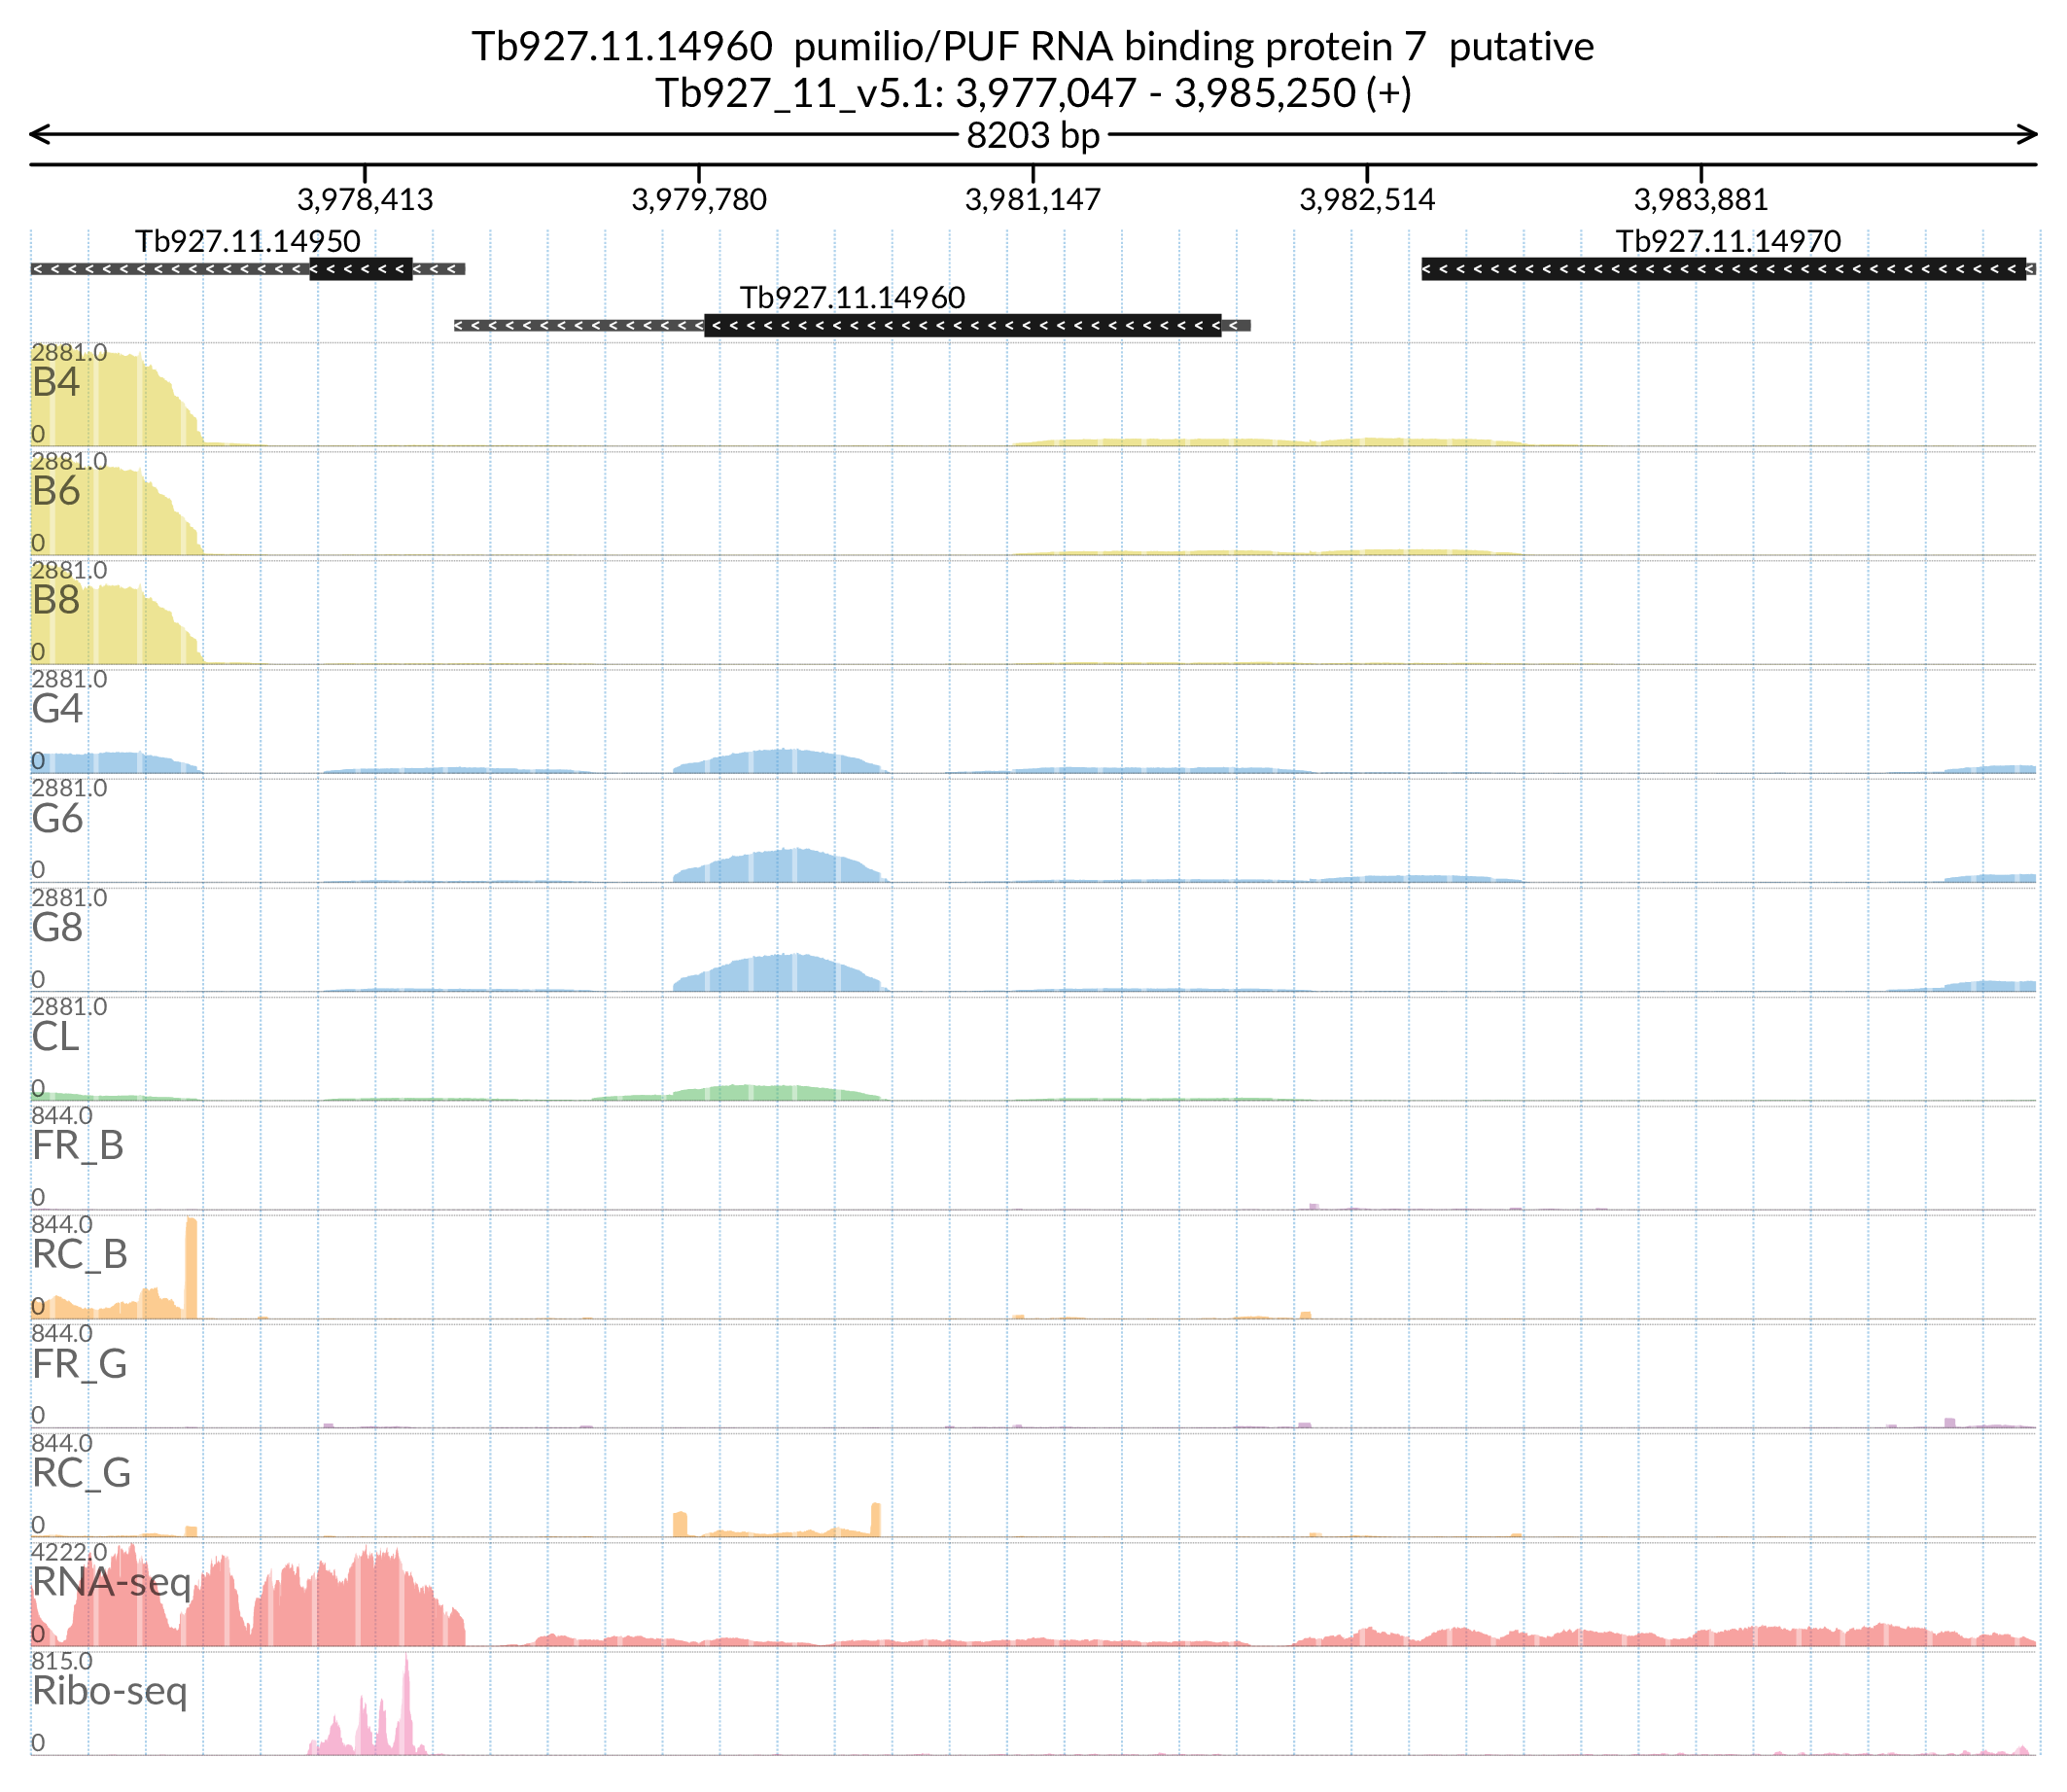 Tb927.11.14960  pumilio/PUF RNA binding protein 7  putative
Tb927_11_v5.1: 3,977,047 - 3,985,250 (+)
8203 bp
3,978,413 3,979,780 3,981,147 3,982,514 3,983,881
Tb927.11.14950 Tb927.11.14970
Tb927.11.14960
2881.0
B4
0
2881.0
B6
0
2881.0
B8
0
2881.0
G4
0
2881.0
G6
0
2881.0
G8
0
2881.0
CL
0
844.0
FR_B
0
844.0
RC_B
0
844.0
FR_G
0
844.0
RC_G
0
4222.0
RNA-seq
0
815.0
Ribo-seq
0